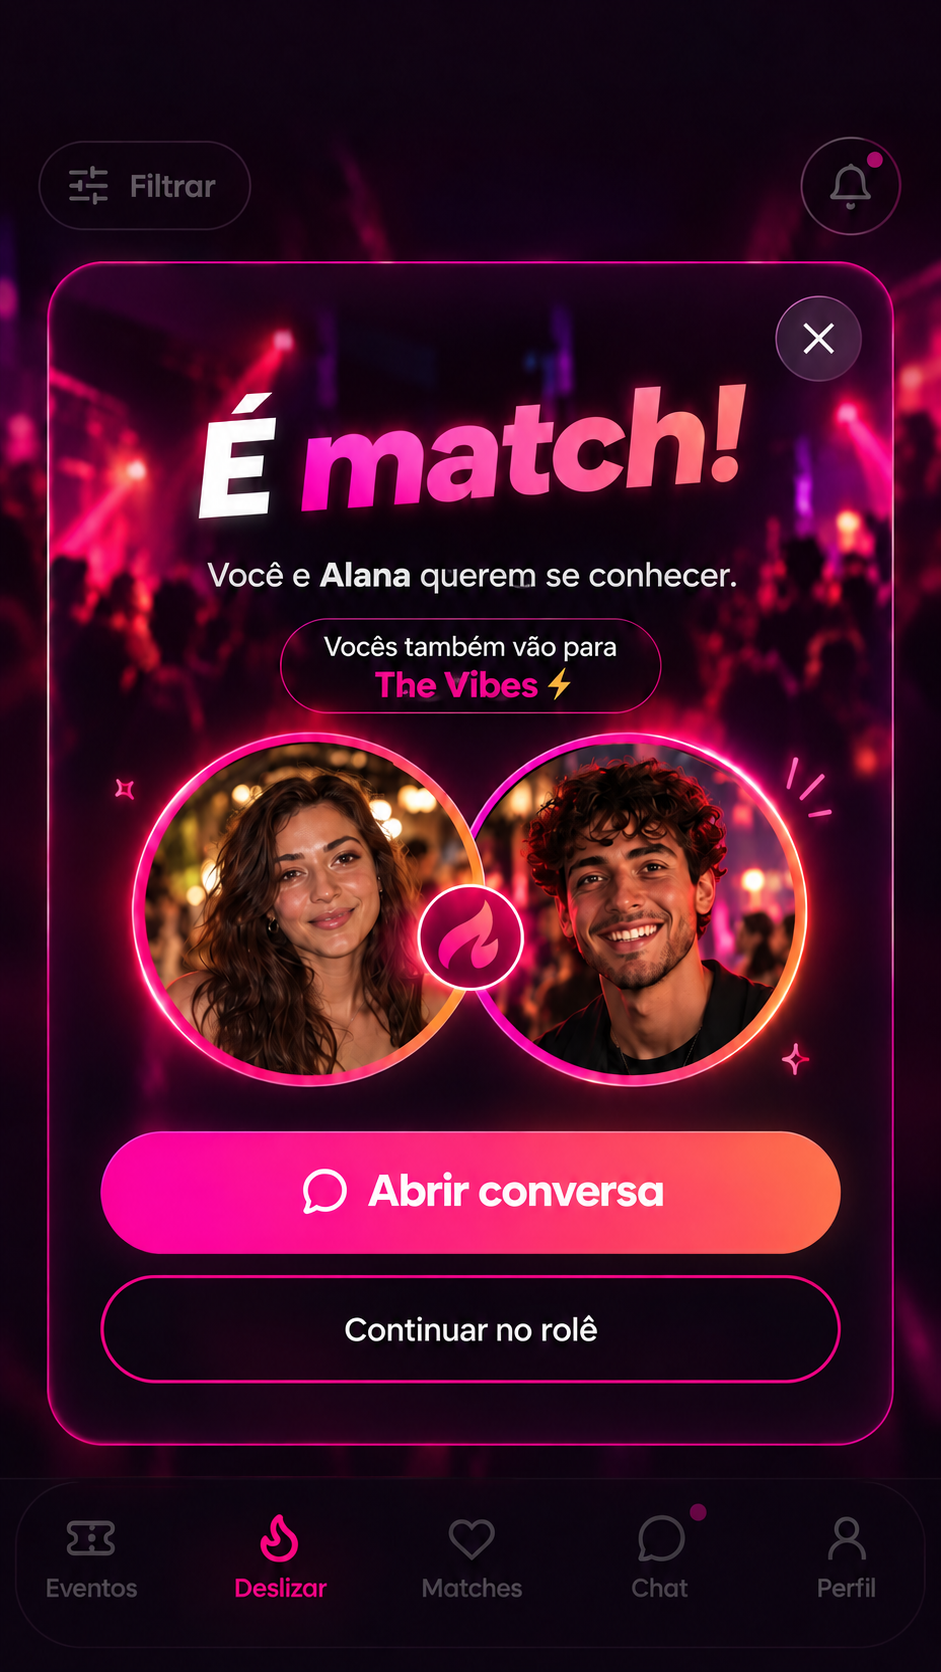 Filtrar
É match!
Você e Alana querem se conhecer.
Vocês também vão para
The Vibes⚡
Abrir conversa
Continuar no rolê
Eventos
Deslizar
Matches
Chat
Perfil